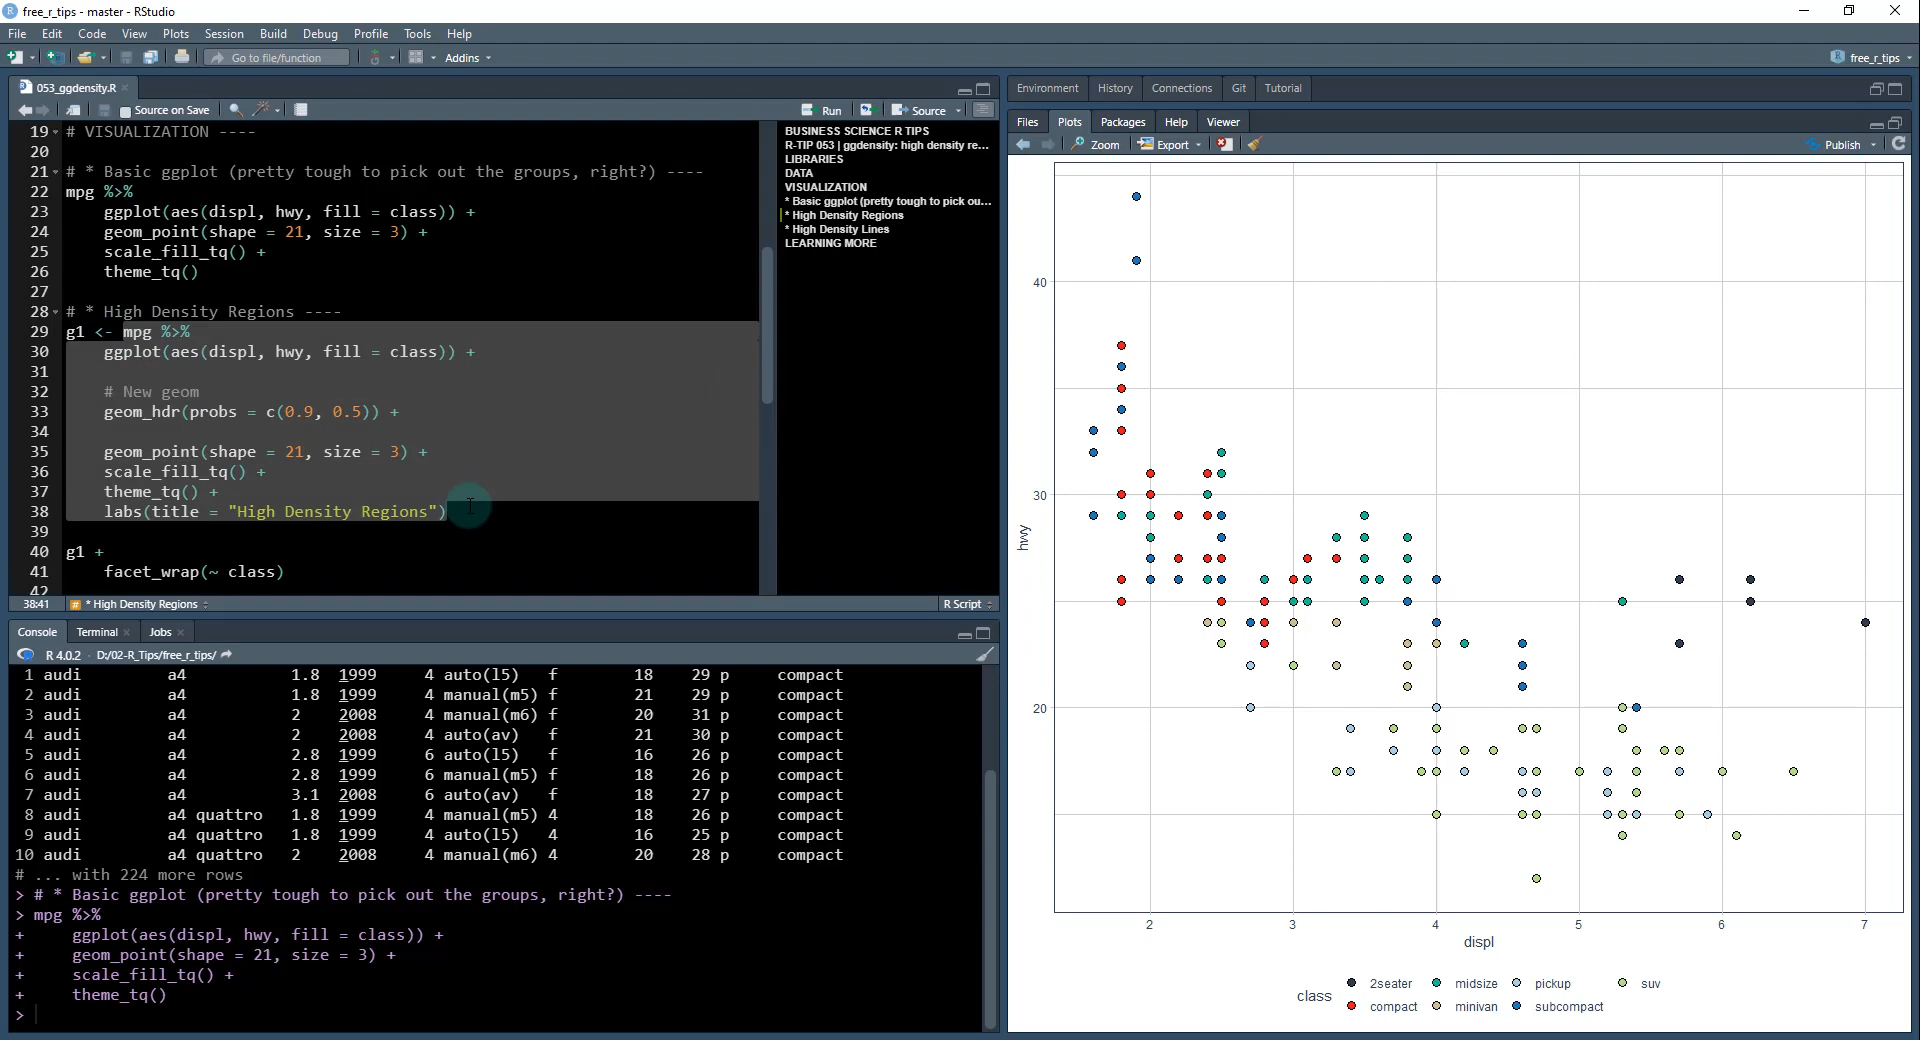 free_r_tips - master - RStudio
File Edit Code View Plots Session Build Debug Profile Tools Help
Go to file/function Addins free_r_tips
053_ggdensity.R
Source on Save Run Source
19 # VISUALIZATION ----
20
21 # * Basic ggplot (pretty tough to pick out the groups, right?) ----
22 mpg %>%
23     ggplot(aes(displ, hwy, fill = class)) +
24     geom_point(shape = 21, size = 3) +
25     scale_fill_tq() +
26     theme_tq()
27
28 # * High Density Regions ----
29 g1 <- mpg %>%
30     ggplot(aes(displ, hwy, fill = class)) +
31
32     # New geom
33     geom_hdr(probs = c(0.9, 0.5)) +
34
35     geom_point(shape = 21, size = 3) +
36     scale_fill_tq() +
37     theme_tq() +
38     labs(title = "High Density Regions")
39
40 g1 +
41     facet_wrap(~ class)
42
38:41 # * High Density Regions R Script
BUSINESS SCIENCE R TIPS
R-TIP 053 | ggdensity: high density re...
LIBRARIES
DATA
VISUALIZATION
* Basic ggplot (pretty tough to pick ou...
* High Density Regions
* High Density Lines
LEARNING MORE
Console Terminal Jobs
R 4.0.2 · D:/02-R_Tips/free_r_tips/
1 audi a4 1.8 1999 4 auto(l5) f 18 29 p compact
2 audi a4 1.8 1999 4 manual(m5) f 21 29 p compact
3 audi a4 2 2008 4 manual(m6) f 20 31 p compact
4 audi a4 2 2008 4 auto(av) f 21 30 p compact
5 audi a4 2.8 1999 6 auto(l5) f 16 26 p compact
6 audi a4 2.8 1999 6 manual(m5) f 18 26 p compact
7 audi a4 3.1 2008 6 auto(av) f 18 27 p compact
8 audi a4 quattro 1.8 1999 4 manual(m5) 4 18 26 p compact
9 audi a4 quattro 1.8 1999 4 auto(l5) 4 16 25 p compact
10 audi a4 quattro 2 2008 4 manual(m6) 4 20 28 p compact
# ... with 224 more rows
> # * Basic ggplot (pretty tough to pick out the groups, right?) ----
> mpg %>%
+     ggplot(aes(displ, hwy, fill = class)) +
+     geom_point(shape = 21, size = 3) +
+     scale_fill_tq() +
+     theme_tq()
>
Environment History Connections Git Tutorial
Files Plots Packages Help Viewer
Zoom Export Publish
40
30
20
hwy
2 3 4 5 6 7
displ
class
2seater midsize pickup suv
compact minivan subcompact